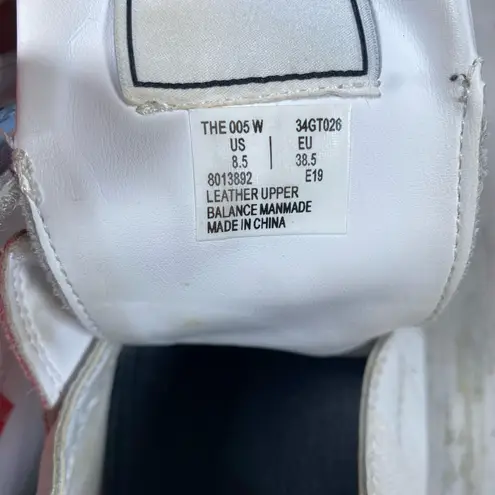 THE 005 W 34GT026
US EU
8.5 38.5
8013892 E19
LEATHER UPPER
BALANCE MANMADE
MADE IN CHINA